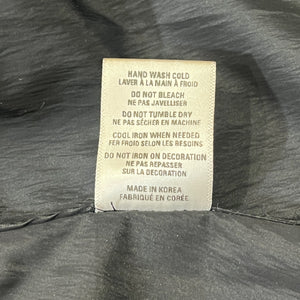 HAND WASH COLD
LAVER À LA MAIN À FROID
DO NOT BLEACH
NE PAS JAVELLISER
DO NOT TUMBLE DRY
NE PAS SÉCHER EN MACHINE
COOL IRON WHEN NEEDED
FER FROID SELON LES BESOINS
DO NOT IRON ON DECORATION
NE PAS REPASSER
SUR LA DECORATION
MADE IN KOREA
FABRIQUÉ EN CORÉE